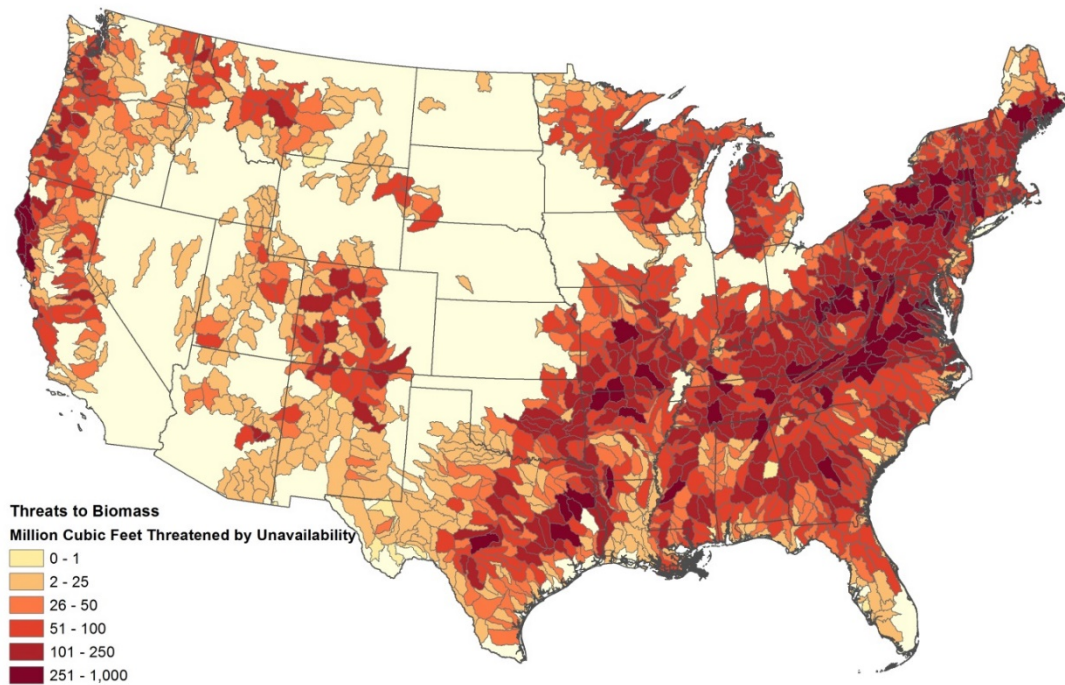 Threats to Biomass
Million Cubic Feet Threatened by Unavailability
0 - 1
2 - 25
26 - 50
51 - 100
101 - 250
251 - 1,000